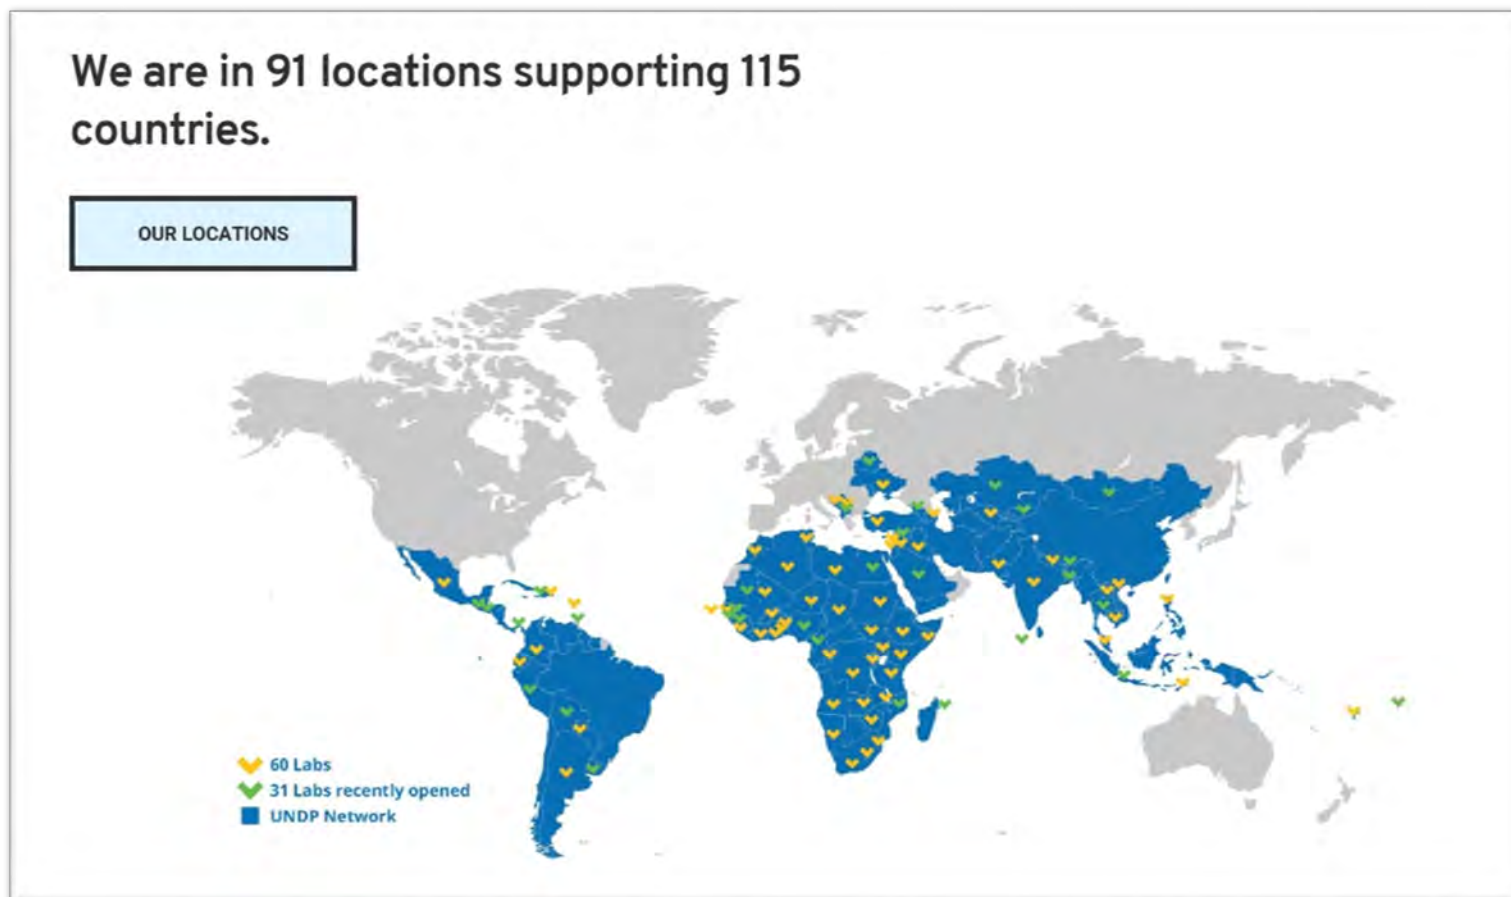 We are in 91 locations supporting 115
countries.
OUR LOCATIONS
60 Labs
31 Labs recently opened
UNDP Network